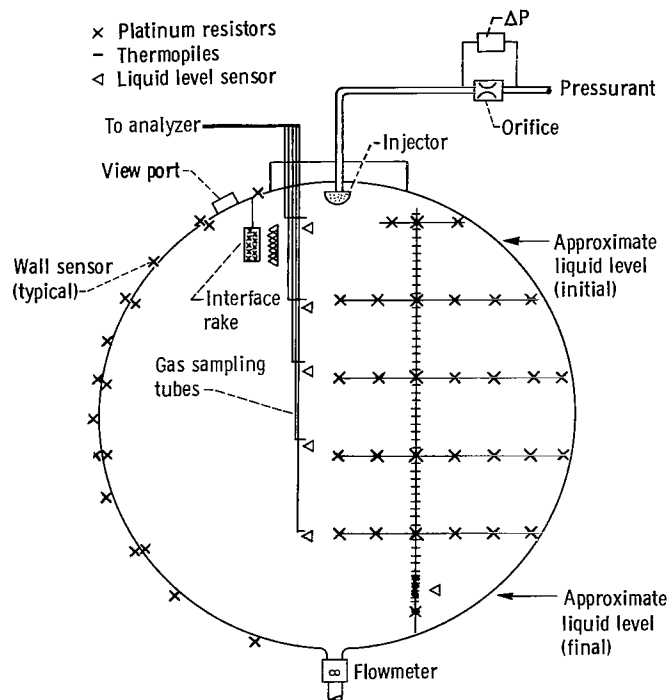 × Platinum resistors
– Thermopiles
◁ Liquid level sensor
ΔP
Pressurant
Orifice
To analyzer
Injector
View port
Wall sensor
(typical)
Interface
rake
Approximate
liquid level
(initial)
Gas sampling
tubes
Approximate
liquid level
(final)
Flowmeter